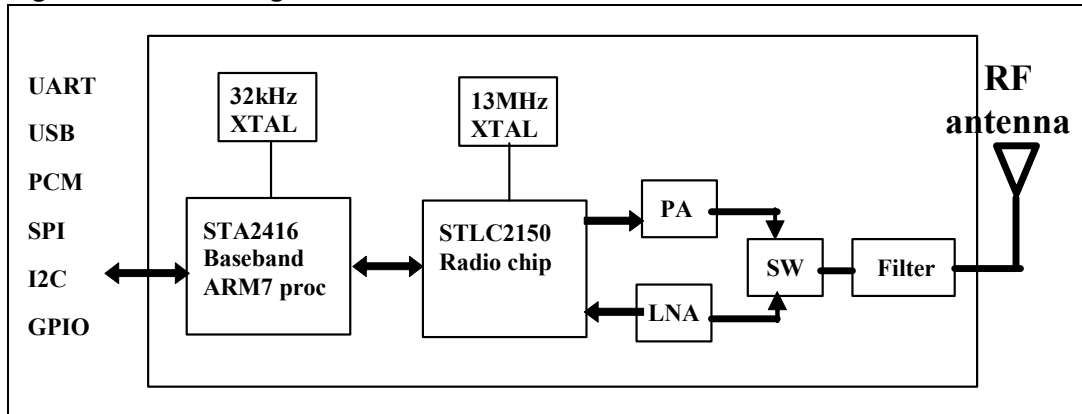 UART
USB
PCM
SPI
I2C
GPIO
32kHz
XTAL
13MHz
XTAL
STA2416
Baseband
ARM7 proc
STLC2150
Radio chip
PA
LNA
SW
Filter
RF
antenna